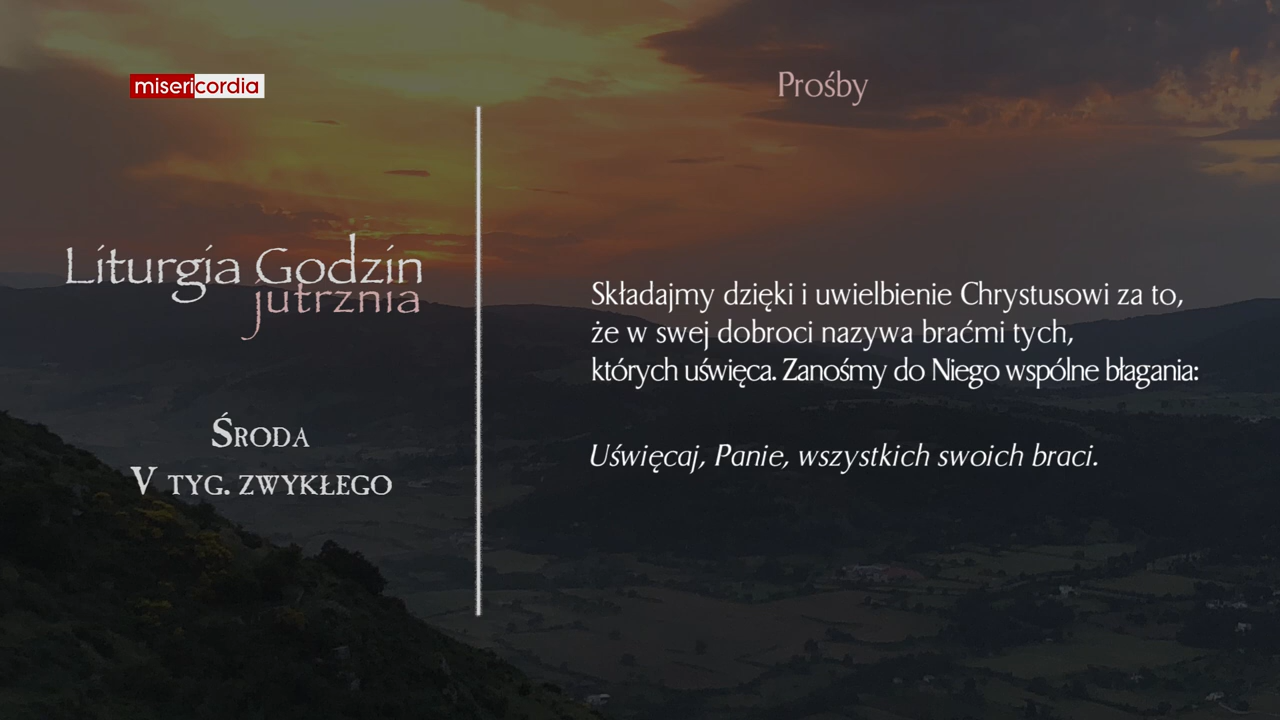 misericordia
Liturgia Godzin
jutrznia
Środa
V tyg. zwykłego
Prośby
Składajmy dzięki i uwielbienie Chrystusowi za to,
że w swej dobroci nazywa braćmi tych,
których uświęca. Zanośmy do Niego wspólne błagania:
Uświęcaj, Panie, wszystkich swoich braci.